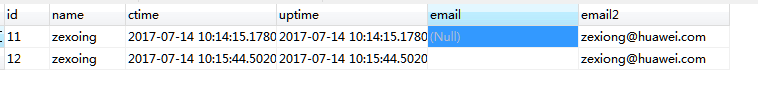 id name ctime uptime email email2
11 zexoing 2017-07-14 10:14:15.1780 2017-07-14 10:14:15.1780 (Null) zexiong@huawei.com
12 zexoing 2017-07-14 10:15:44.5020 2017-07-14 10:15:44.5020 zexiong@huawei.com